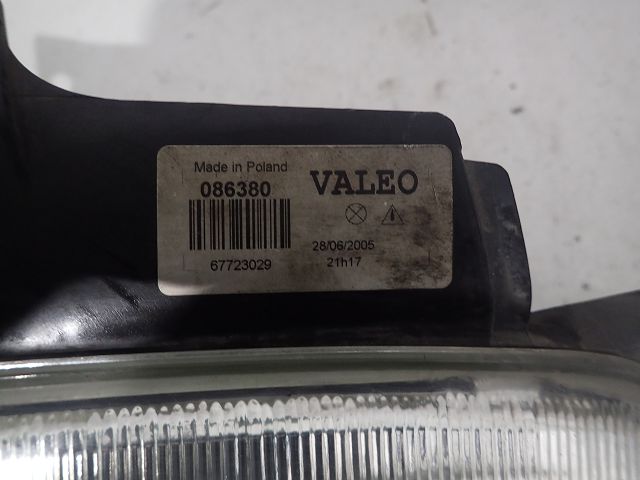 Made in Poland
086380
VALEO
28/06/2005
67723029
21h17